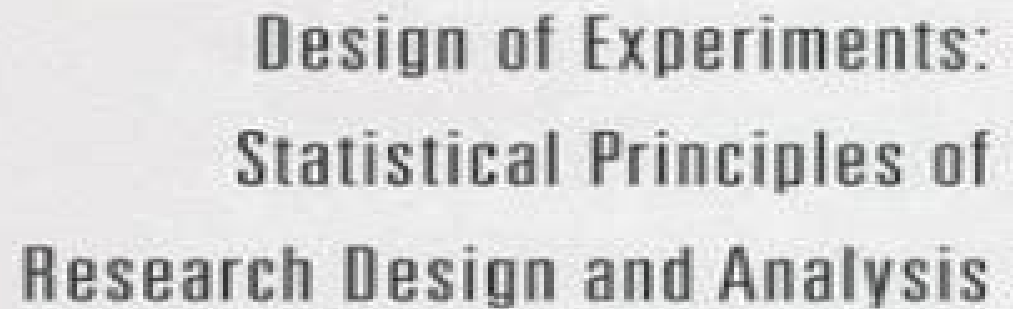 Design of Experiments:
Statistical Principles of
Research Design and Analysis